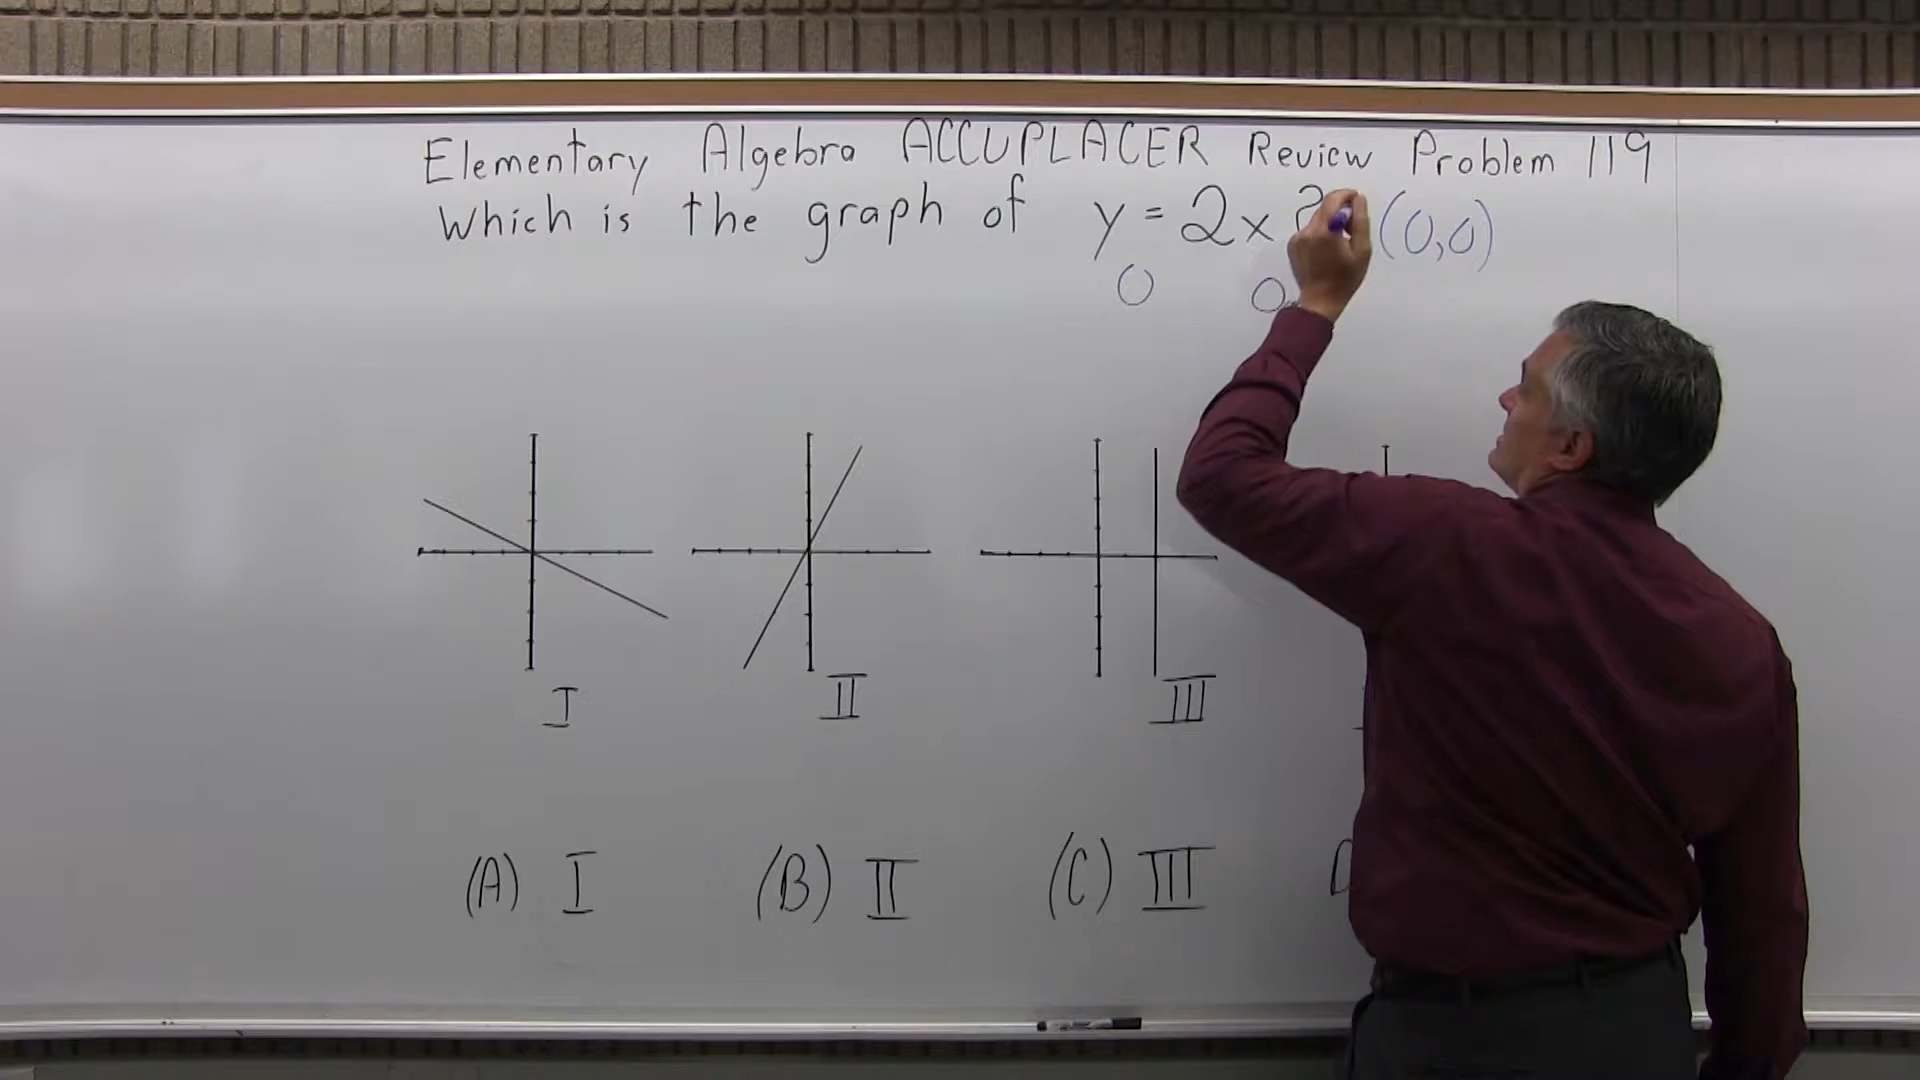 Elementary Algebra ACCUPLACER Review Problem 119
Which is the graph of y = 2x ? (0,0)
0 0
I II III
(A) I (B) II (C) III